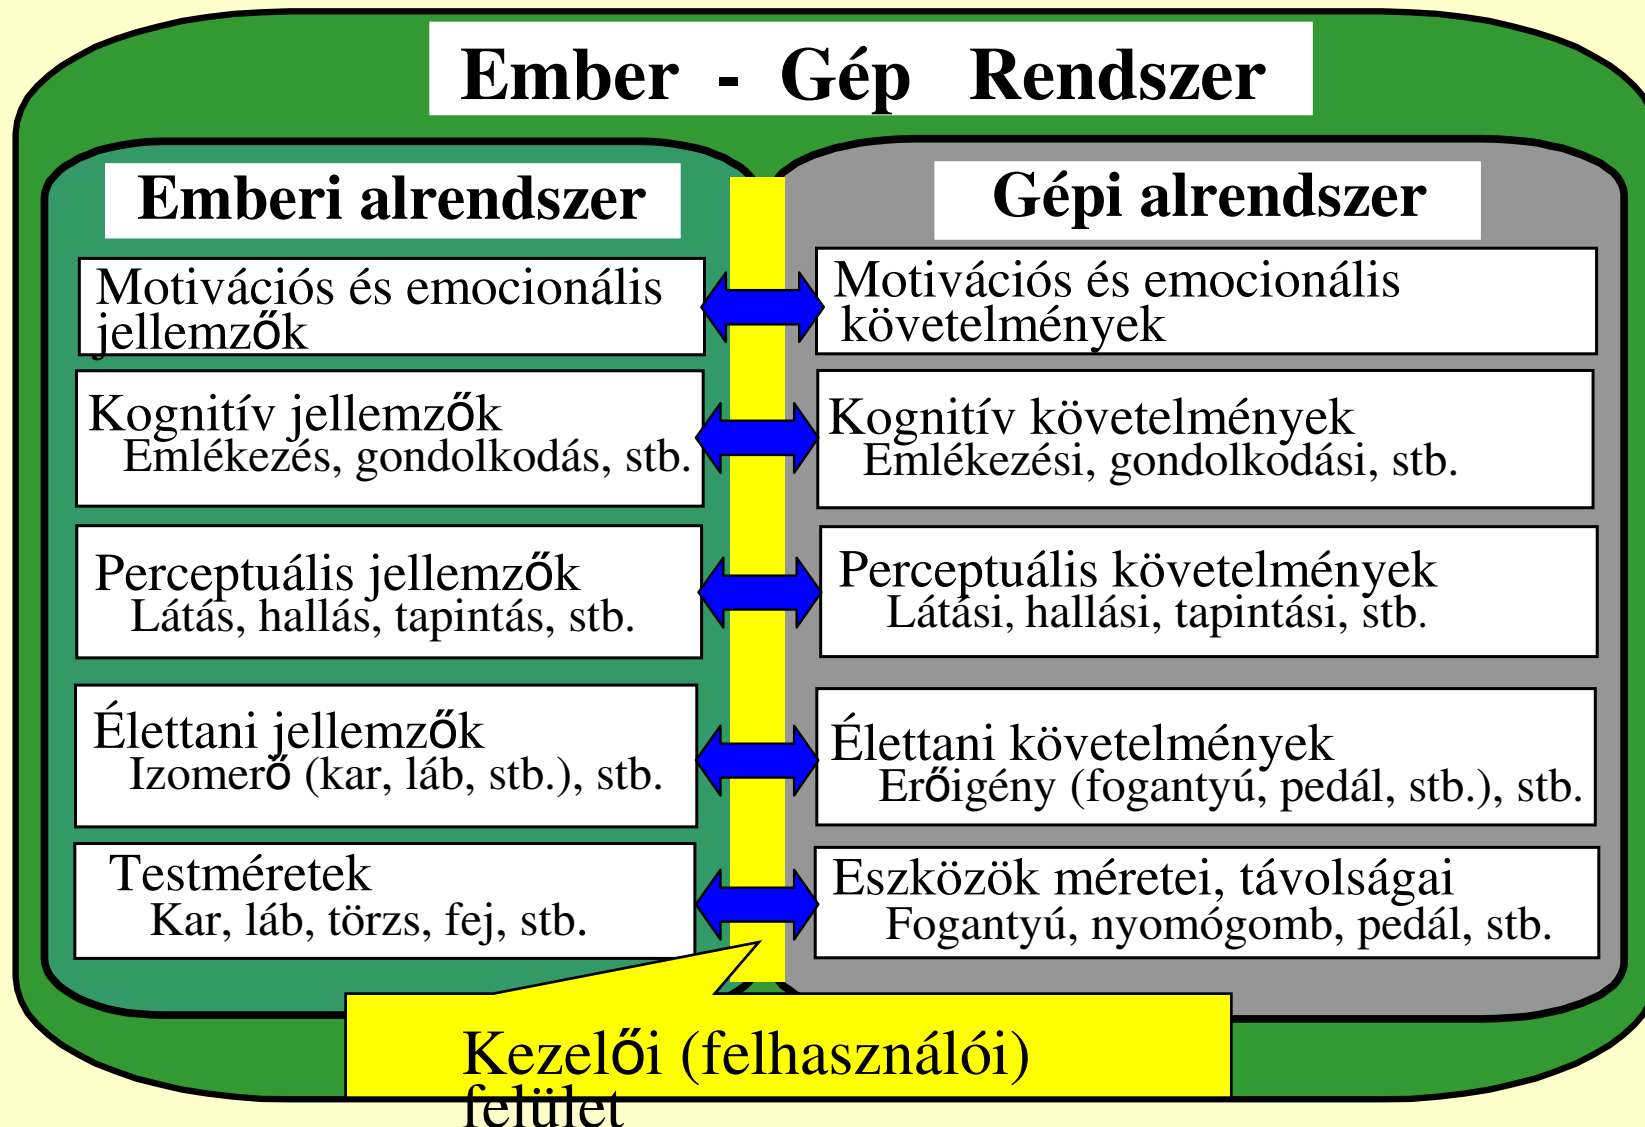 Ember - Gép Rendszer
Emberi alrendszer
Motivációs és emocionális
jellemzők
Kognitív jellemzők
Emlékezés, gondolkodás, stb.
Perceptuális jellemzők
Látás, hallás, tapintás, stb.
Élettani jellemzők
Izomerő (kar, láb, stb.), stb.
Testméretek
Kar, láb, törzs, fej, stb.
Gépi alrendszer
Motivációs és emocionális
követelmények
Kognitív követelmények
Emlékezési, gondolkodási, stb.
Perceptuális követelmények
Látási, hallási, tapintási, stb.
Élettani követelmények
Erőigény (fogantyú, pedál, stb.), stb.
Eszközök méretei, távolságai
Fogantyú, nyomógomb, pedál, stb.
Kezelői (felhasználói)
felület